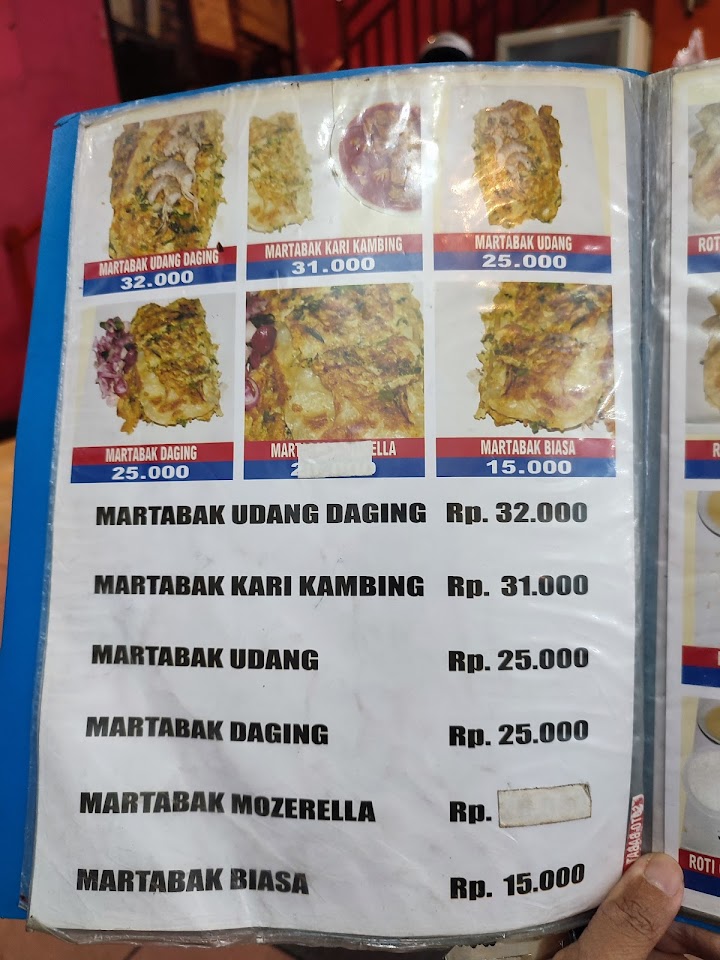 MARTABAK UDANG DAGING
32.000
MARTABAK KARI KAMBING
31.000
MARTABAK UDANG
25.000
MARTABAK DAGING
25.000
MARTABAK BIASA
15.000
MARTABAK UDANG DAGING Rp. 32.000
MARTABAK KARI KAMBING Rp. 31.000
MARTABAK UDANG Rp. 25.000
MARTABAK DAGING Rp. 25.000
MARTABAK MOZERELLA Rp.
MARTABAK BIASA Rp. 15.000
ROTI